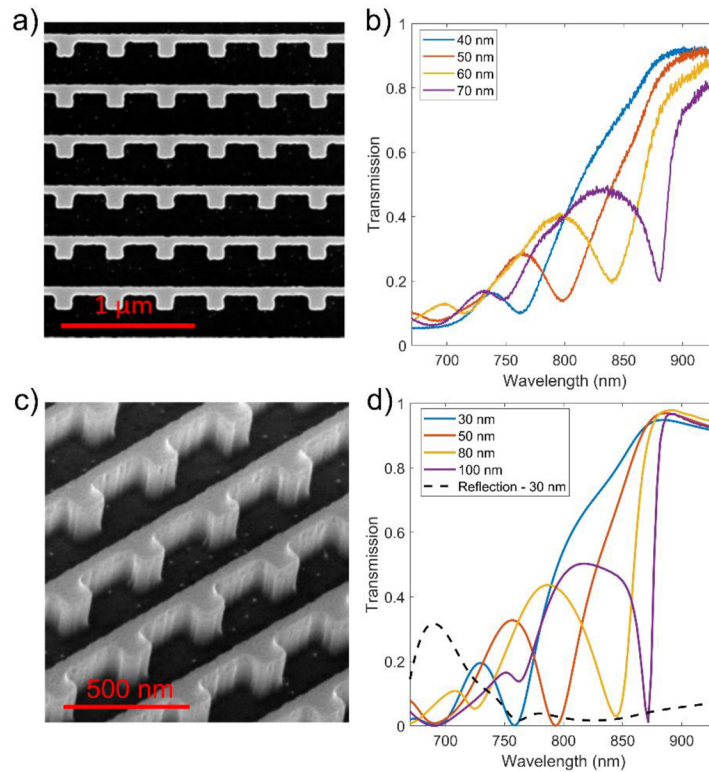 a)
1 µm
b)
40 nm
50 nm
60 nm
70 nm
Transmission
1
0.8
0.6
0.4
0.2
0
700
750
800
850
900
Wavelength (nm)
c)
500 nm
d)
30 nm
50 nm
80 nm
100 nm
Reflection - 30 nm
Transmission
1
0.8
0.6
0.4
0.2
0
700
750
800
850
900
Wavelength (nm)